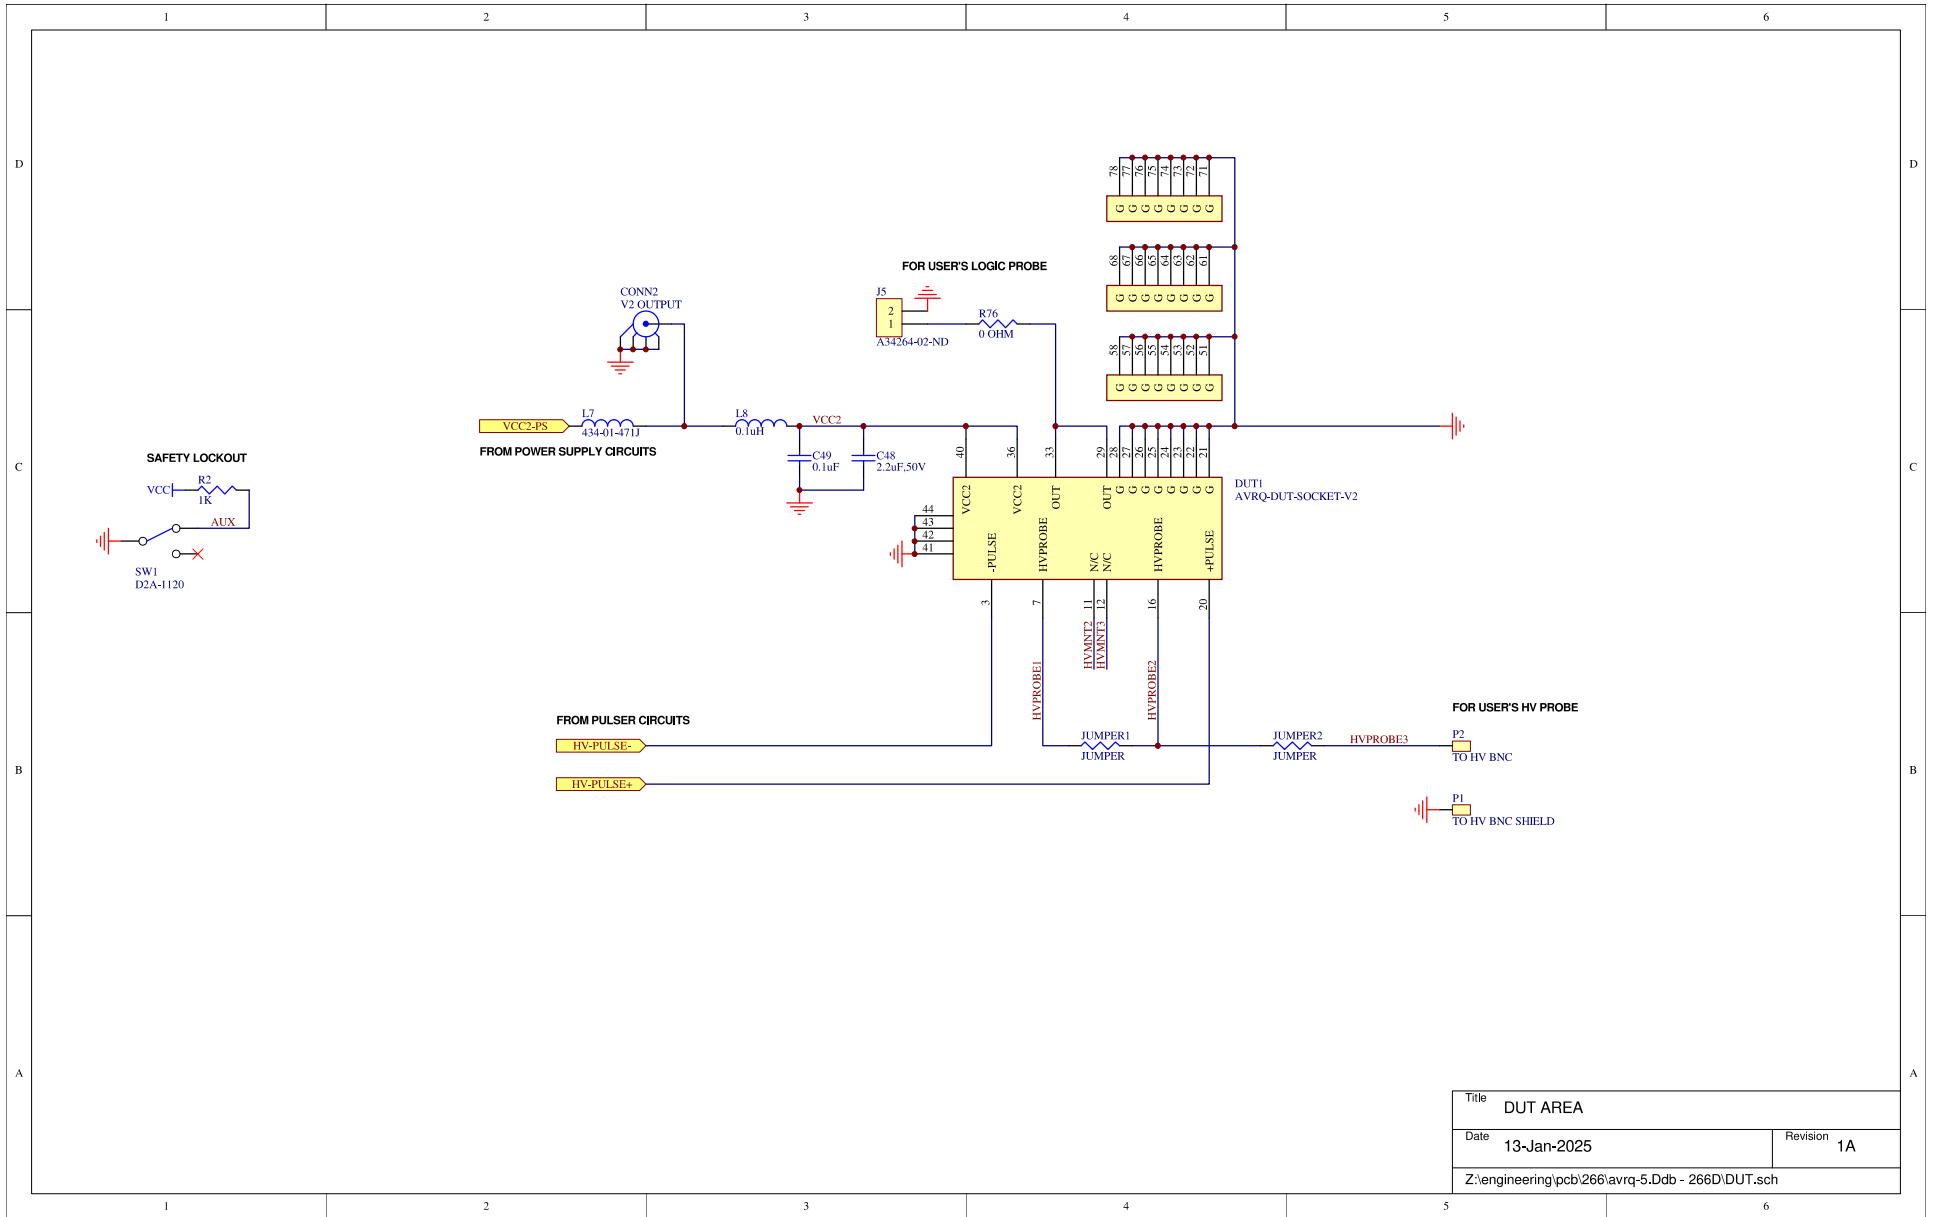 1 2 3 4 5 6
D D
78 77 76 75 74 73 72 71
G G G G G G G G
68 67 66 65 64 63 62 61
G G G G G G G G
FOR USER'S LOGIC PROBE
CONN2
V2 OUTPUT
J5
2
1
A34264-02-ND
R76
0 OHM
58 57 56 55 54 53 52 51
G G G G G G G G
VCC2-PS
L7
434-01-471J
L8
0.1uH
VCC2
FROM POWER SUPPLY CIRCUITS
C49
0.1uF
C48
2.2uF,50V
40 36 33 29 28 27 26 25 24 23 22 21
C C
SAFETY LOCKOUT
VCC
R2
1K
AUX
SW1
D2A-1120
VCC2 VCC2 OUT OUT G G G G G G G G
DUT1
AVRQ-DUT-SOCKET-V2
44
43
42
41
-PULSE HVPROBE N/C N/C HVPROBE +PULSE
3 7 11 12 16 20
HVMNT2
HVMNT3
HVPROBE1
HVPROBE2
FROM PULSER CIRCUITS
HV-PULSE-
HV-PULSE+
JUMPER1
JUMPER
JUMPER2
JUMPER
HVPROBE3
FOR USER'S HV PROBE
P2
TO HV BNC
P1
TO HV BNC SHIELD
B B
A A
Title DUT AREA
Date 13-Jan-2025
Revision 1A
Z:\engineering\pcb\266\avrq-5.Ddb - 266D\DUT.sch
1 2 3 4 5 6